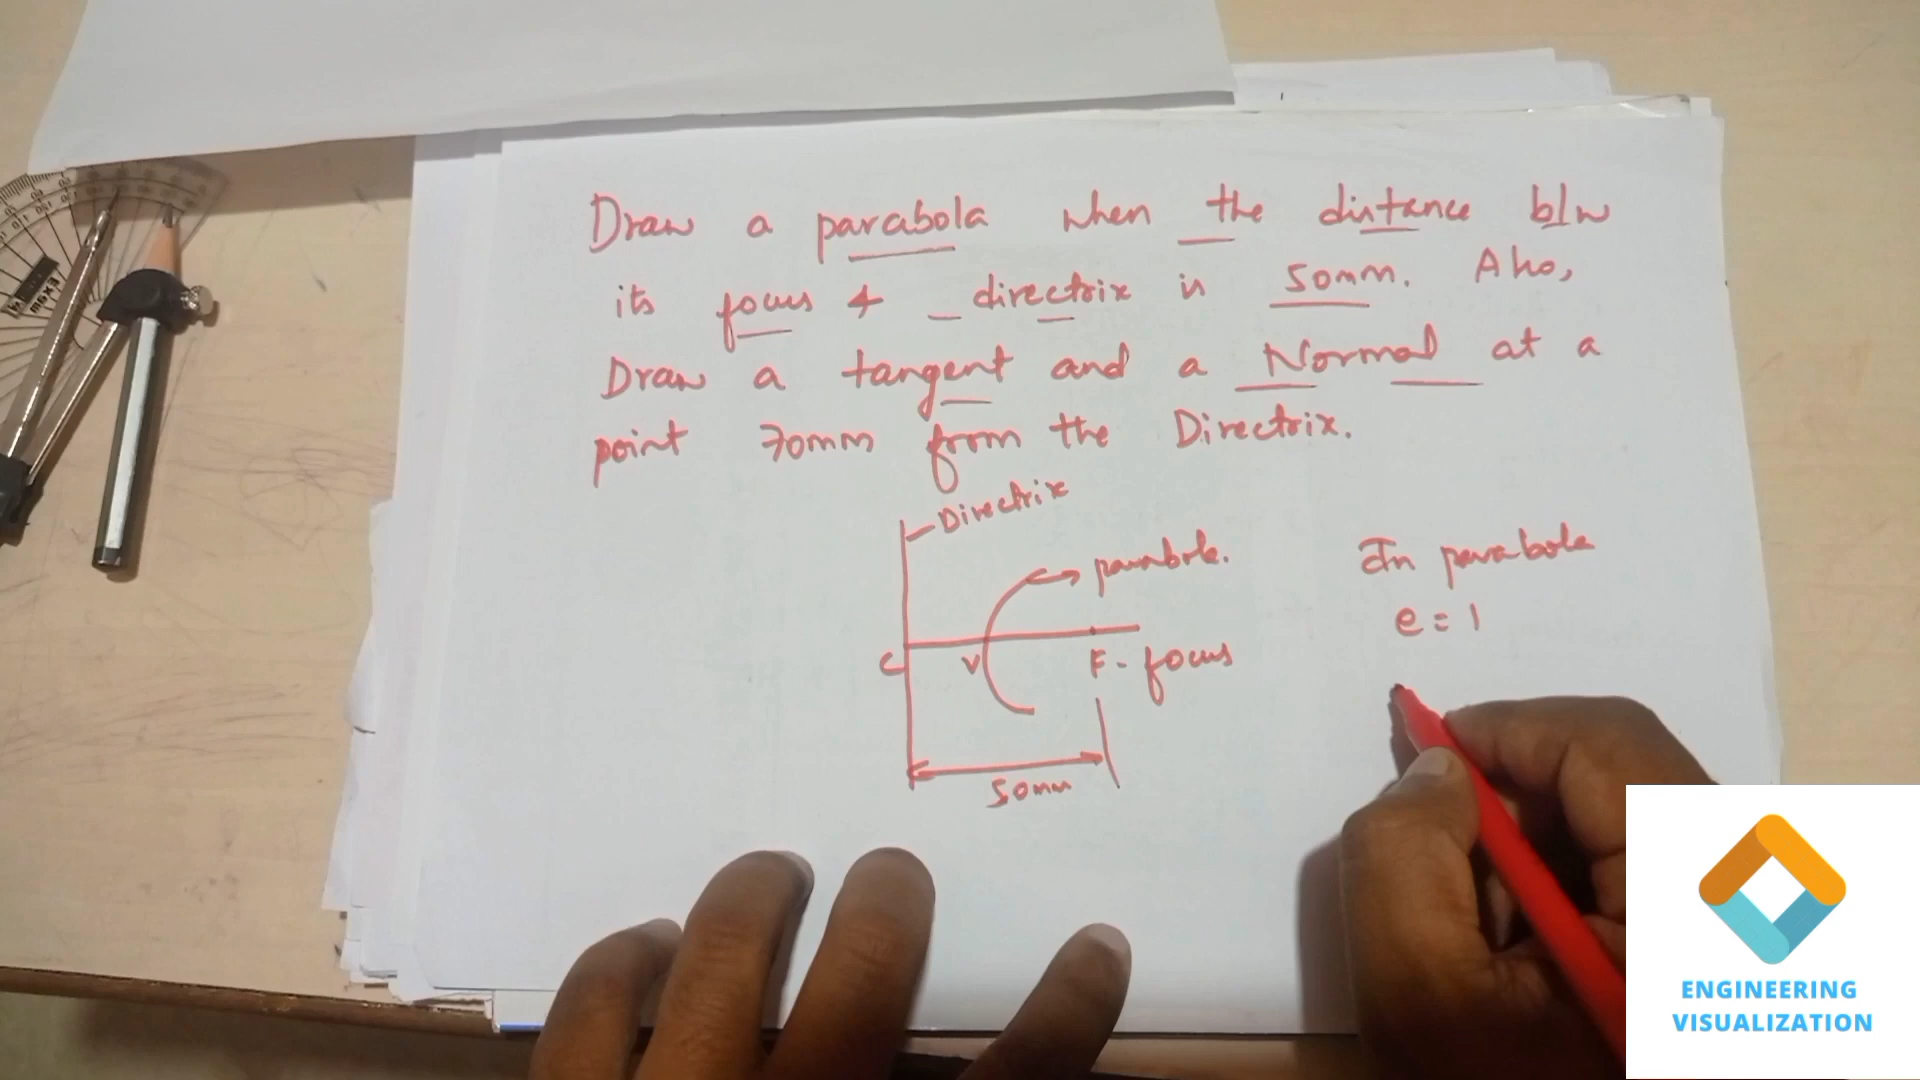 Draw a parabola when the distance b/w
its focus & directrix is 50mm. Also,
Draw a tangent and a Normal at a
point 70mm from the Directrix.
Directrix
parabola.
In parabola
e = 1
C
V
F - focus
50mm
ENGINEERING
VISUALIZATION